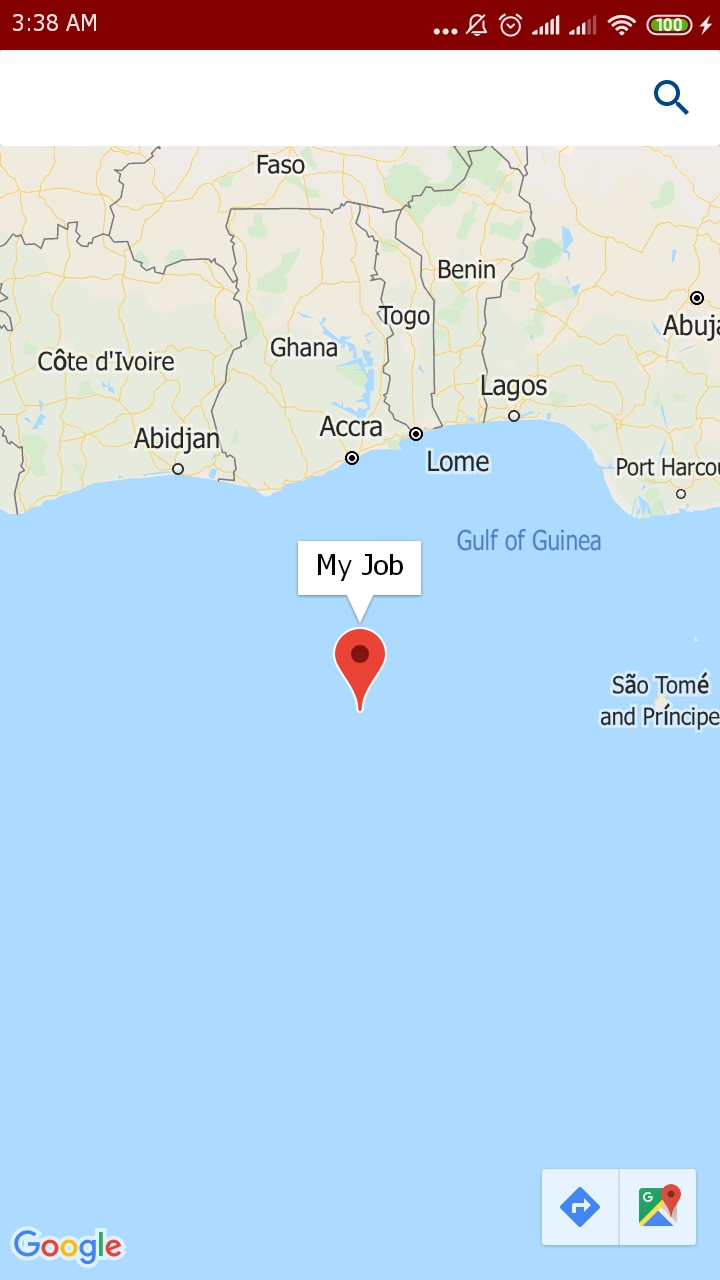 3:38 AM
100
Faso
Benin
Togo
Abuja
Ghana
Côte d'Ivoire
Lagos
Accra
Abidjan
Lome
Port Harcou
Gulf of Guinea
My Job
São Tomé
and Príncipe
G
Google